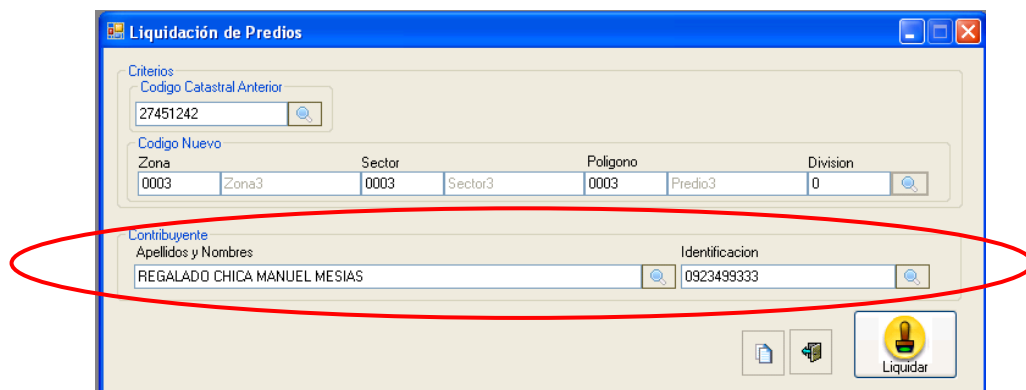 Liquidación de Predios
Criterios
Codigo Catastral Anterior
27451242
Codigo Nuevo
Zona Sector Poligono Division
0003 Zona3 0003 Sector3 0003 Predio3 0
Contribuyente
Apellidos y Nombres Identificacion
REGALADO CHICA MANUEL MESIAS 0923499333
Liquidar